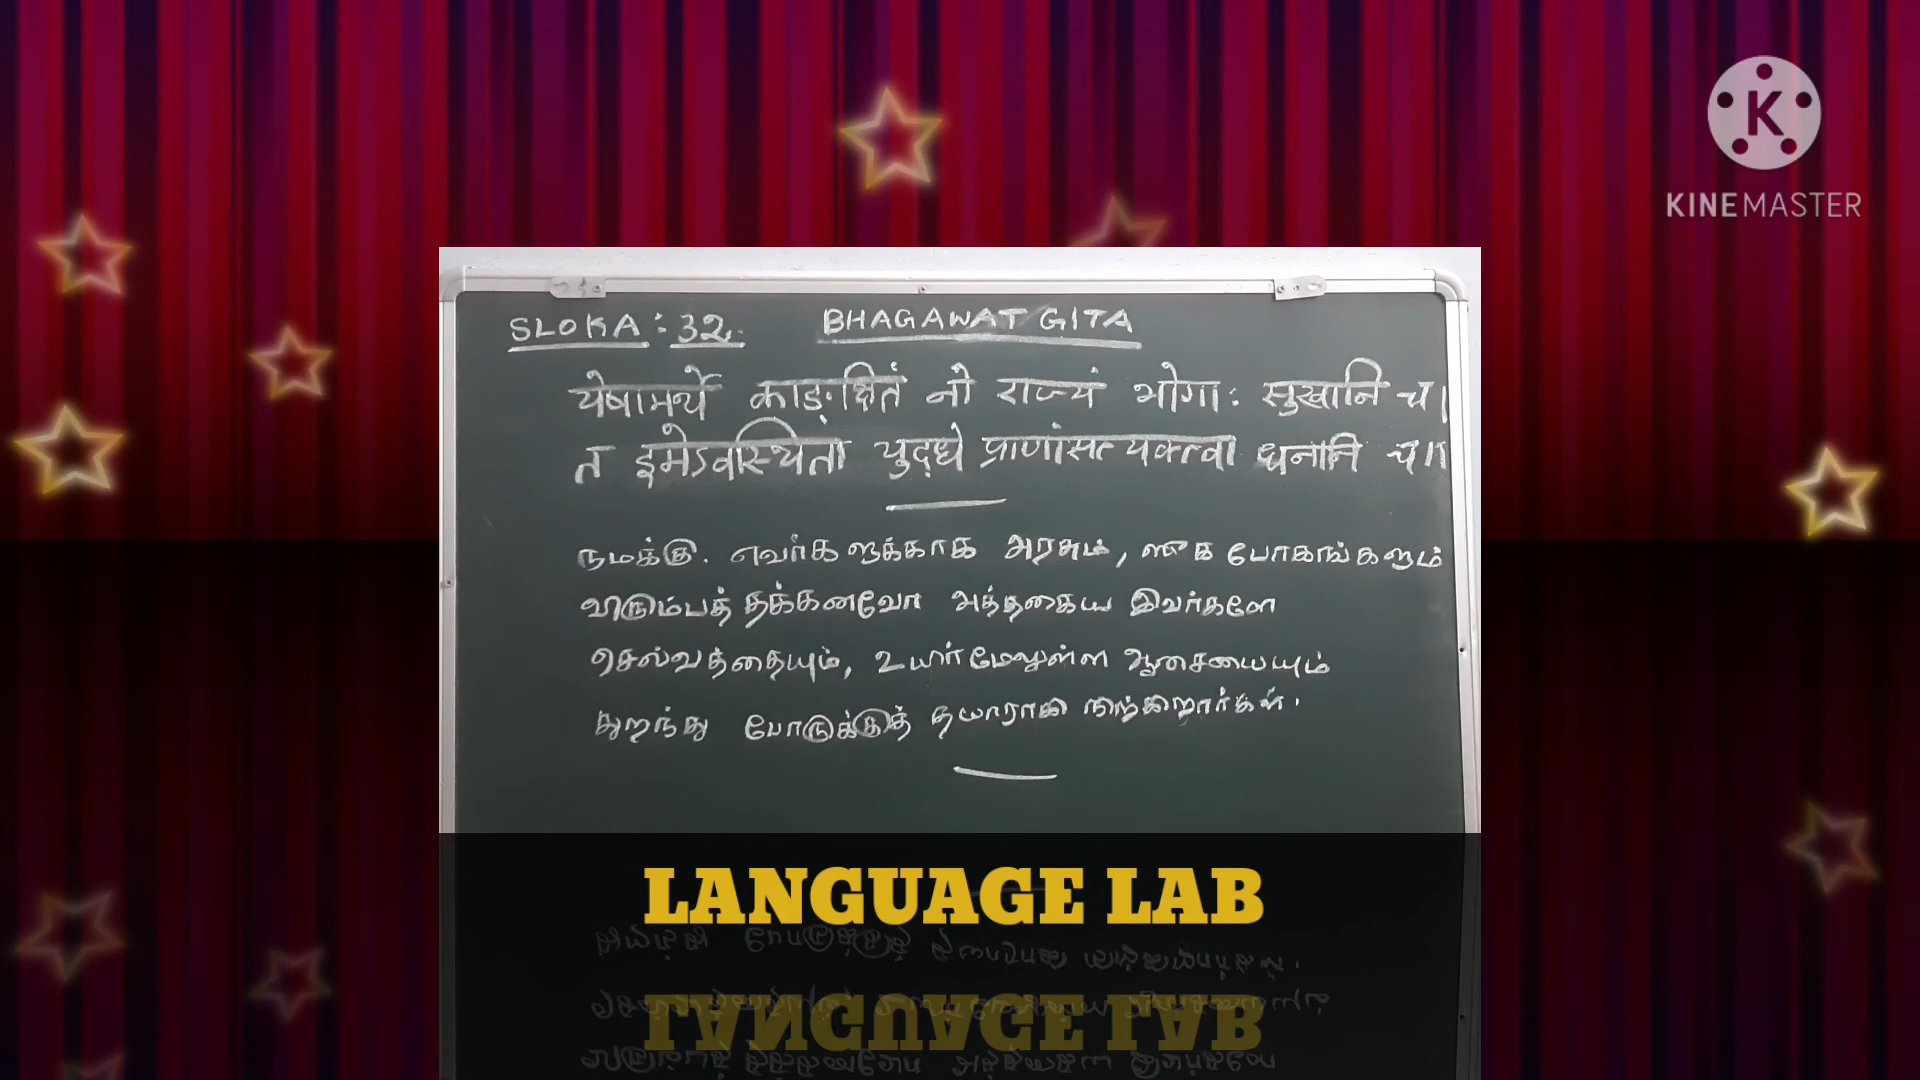 KINEMASTER
SLOKA : 32. BHAGAWAT GITA
येषामर्थे काङ्क्षितं नो राज्यं भोगाः सुखानि च।
त इमेऽवस्थिता युद्धे प्राणांसत्यक्त्वा धनानि च॥
நமக்கு. எவர்களுக்காக அரசும், ஸுக போகங்களும்
விரும்பத் தக்கனவோ அத்தகைய இவர்களே
செல்வத்தையும், உயிர்மேலுள்ள ஆசையையும்
துறந்து போருக்குத் தயாராக நிற்கிறார்கள்.
LANGUAGE LAB